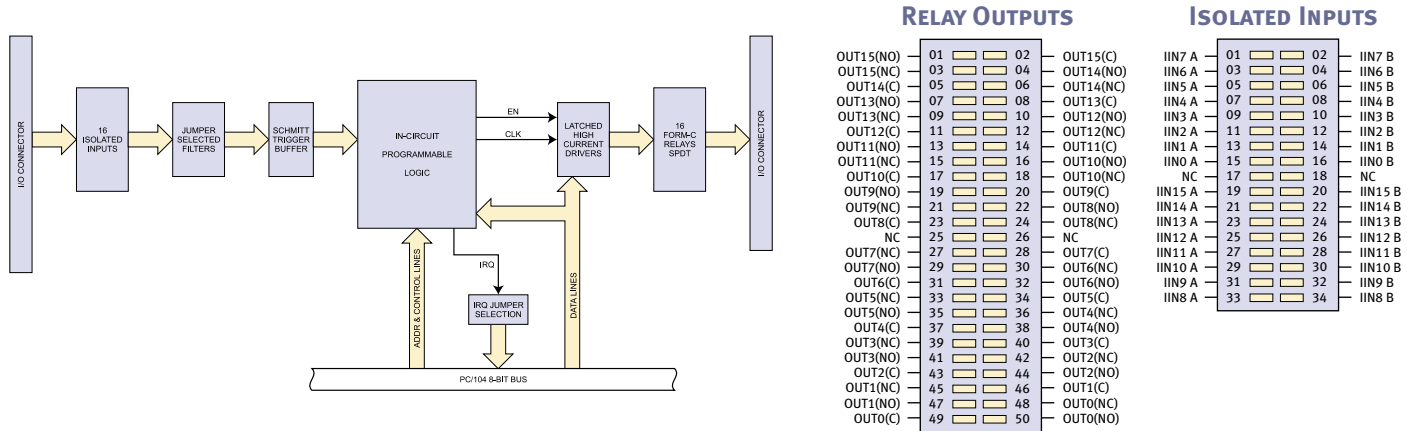 I/O CONNECTOR
16
ISOLATED
INPUTS
JUMPER
SELECTED
FILTERS
SCHMITT
TRIGGER
BUFFER
IN-CIRCUIT
PROGRAMMABLE
LOGIC
EN
CLK
LATCHED
HIGH
CURRENT
DRIVERS
16
FORM-C
RELAYS
SPDT
I/O CONNECTOR
IRQ
IRQ JUMPER
SELECTION
ADDR & CONTROL LINES
DATA LINES
PC/104 8-BIT BUS
RELAY OUTPUTS
OUT15(NO) 01 02 OUT15(C)
OUT15(NC) 03 04 OUT14(NO)
OUT14(C) 05 06 OUT14(NC)
OUT13(NO) 07 08 OUT13(C)
OUT13(NC) 09 10 OUT12(NO)
OUT12(C) 11 12 OUT12(NC)
OUT11(NO) 13 14 OUT11(C)
OUT11(NC) 15 16 OUT10(NO)
OUT10(C) 17 18 OUT10(NC)
OUT9(NO) 19 20 OUT9(C)
OUT9(NC) 21 22 OUT8(NO)
OUT8(C) 23 24 OUT8(NC)
NC 25 26 NC
OUT7(NC) 27 28 OUT7(C)
OUT7(NO) 29 30 OUT6(NC)
OUT6(C) 31 32 OUT6(NO)
OUT5(NC) 33 34 OUT5(C)
OUT5(NO) 35 36 OUT4(NC)
OUT4(C) 37 38 OUT4(NO)
OUT3(NC) 39 40 OUT3(C)
OUT3(NO) 41 42 OUT2(NC)
OUT2(C) 43 44 OUT2(NO)
OUT1(NC) 45 46 OUT1(C)
OUT1(NO) 47 48 OUT0(NC)
OUT0(C) 49 50 OUT0(NO)
ISOLATED INPUTS
IIN7 A 01 02 IIN7 B
IIN6 A 03 04 IIN6 B
IIN5 A 05 06 IIN5 B
IIN4 A 07 08 IIN4 B
IIN3 A 09 10 IIN3 B
IIN2 A 11 12 IIN2 B
IIN1 A 13 14 IIN1 B
IIN0 A 15 16 IIN0 B
NC 17 18 NC
IIN15 A 19 20 IIN15 B
IIN14 A 21 22 IIN14 B
IIN13 A 23 24 IIN13 B
IIN12 A 25 26 IIN12 B
IIN11 A 27 28 IIN11 B
IIN10 A 29 30 IIN10 B
IIN9 A 31 32 IIN9 B
IIN8 A 33 34 IIN8 B